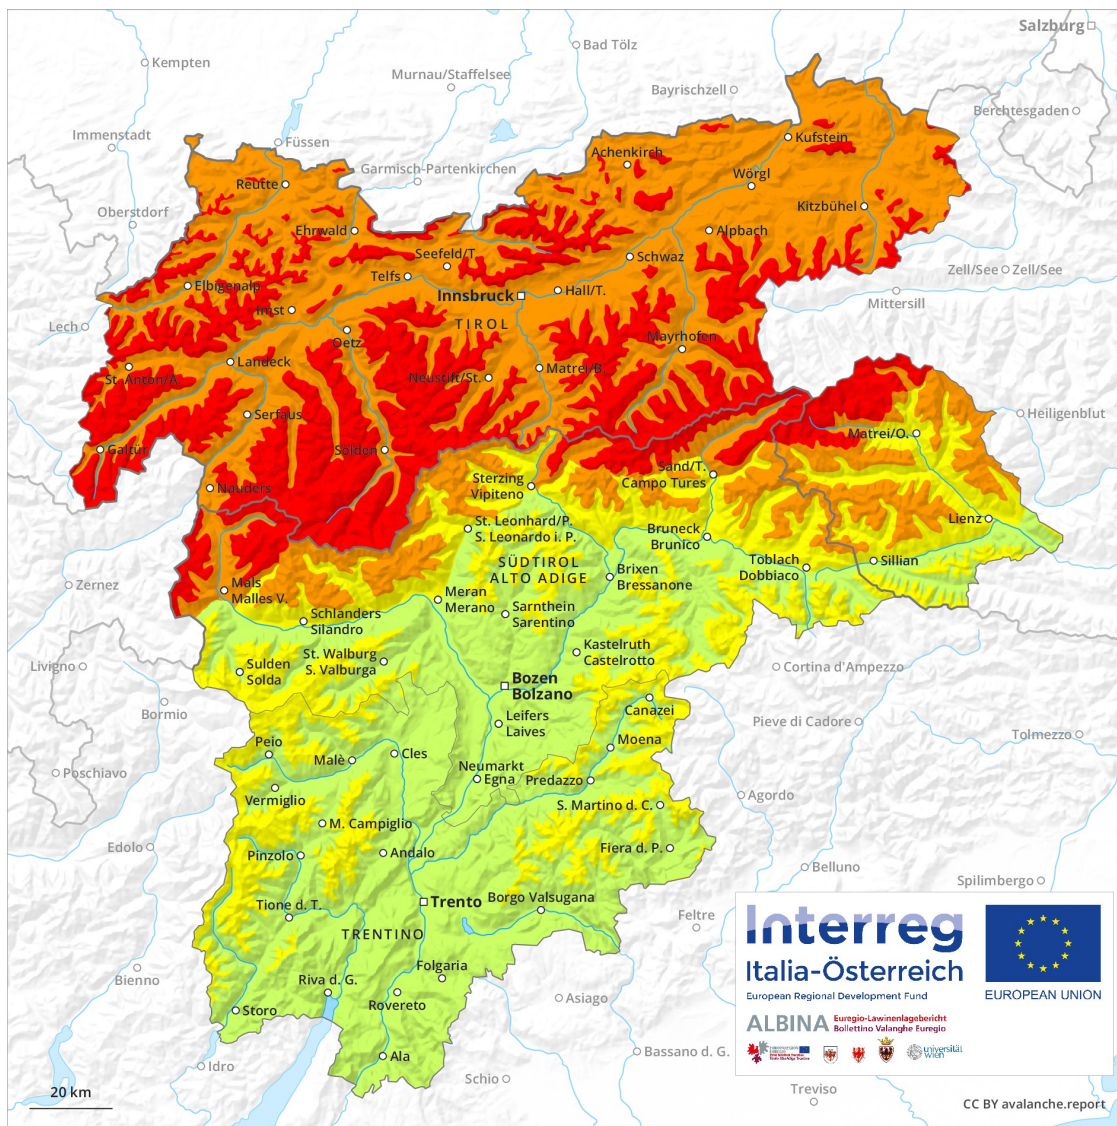 Salzburg
Bad Tölz
Kempten
Murnau/Staffelsee
Bayrischzell
Berchtesgaden
Immenstadt
Füssen
Kufstein
Achenkirch
Garmisch-Partenkirchen
Wörgl
Reutte
Oberstdorf
Kitzbühel
Ehrwald
Alpbach
Seefeld/T.
Schwaz
Telfs
Zell/See
Zell/See
Elbigenalp
Hall/T.
Innsbruck
Mittersill
Imst
TIROL
Lech
Oetz
Mayrhofen
Landeck
Matrei/B.
St. Anton/A.
Neustift/St.
Serfaus
Heiligenblut
Matrei/O.
Galtür
Sölden
Sand/T.
Campo Tures
Sterzing
Vipiteno
Nauders
St. Leonhard/P.
S. Leonardo i. P.
Lienz
Bruneck
Brunico
SÜDTIROL
ALTO ADIGE
Toblach
Dobbiaco
Sillian
Brixen
Bressanone
Zernez
Mals
Malles V.
Meran
Merano
Sarnthein
Sarentino
Schlanders
Silandro
Kastelruth
Castelrotto
St. Walburg
S. Valburga
Livigno
Sulden
Solda
Cortina d'Ampezzo
Bozen
Bolzano
Canazei
Bormio
Leifers
Laives
Pieve di Cadore
Tolmezzo
Peio
Moena
Malè
Cles
Neumarkt
Egna
Poschiavo
Predazzo
Vermiglio
S. Martino d. C.
Agordo
M. Campiglio
Edolo
Pinzolo
Andalo
Fiera d. P.
Belluno
Spilimbergo
Tione d. T.
Trento
Borgo Valsugana
Feltre
TRENTINO
Folgaria
Bienno
Riva d. G.
Rovereto
Asiago
Storo
Ala
Bassano d. G.
Idro
Schio
Treviso
20 km
Interreg
Italia-Österreich
European Regional Development Fund
EUROPEAN UNION
ALBINA
Euregio-Lawinenlagebericht
Bollettino Valanghe Euregio
universität
wien
CC BY avalanche.report